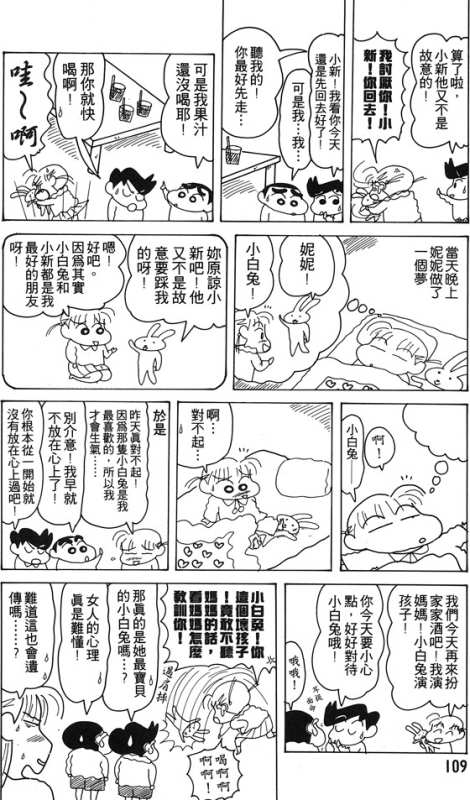 算了啦，
小新他又不是
故意的！
我討厭你！小
新！你回去！
小新！我看你今天
還是先回去好了！
可是我…我
聽我的！
你最好先走…
可是我果汁
還沒喝耶！
那你就快
喝啊！
哇～啊
當天晚上
妮妮做了
一個夢
妮妮！
小白兔！
妳原諒小
新吧！他
又不是故
意要踩我
的呀！
嗯！
好吧。
因為其實
小白兔和
小新都是我
最好的朋友
呀！
啊！
小白兔
啊…
對不起…
於是
昨天真對不起！
因為那隻小白兔是我
最喜歡的，所以我
才會生氣……
別介意！我早就
不放在心上了！
你根本從一開始就
沒有放在心上過吧！
我們今天再來扮
家家酒吧！我演
媽媽！小白兔演
孩子！
你今天要小心
點，好好對待
小白兔哦！
哦！
小白莫！你
這個壞孩子
！竟敢不聽
媽媽的話，
看媽媽怎麼
教訓你！
喝啊啊
啊啊！
那真的是她最寶貝
的小白兔嗎…？
女人的心理
真是難懂！
難道這也會遺
傳嗎……？
109